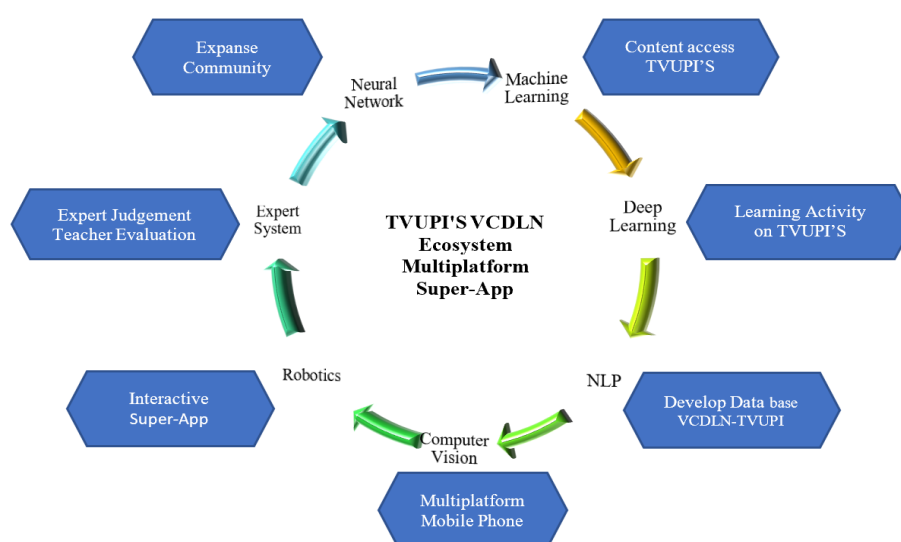 Expanse
Community
Content access
TVUPI'S
Neural
Network
Machine
Learning
Expert Judgement
Teacher Evaluation
Expert
System
TVUPI'S VCDLN
Ecosystem
Multiplatform
Super-App
Deep
Learning
Learning Activity
on TVUPI'S
Interactive
Super-App
Robotics
NLP
Develop Data base
VCDLN-TVUPI
Computer
Vision
Multiplatform
Mobile Phone